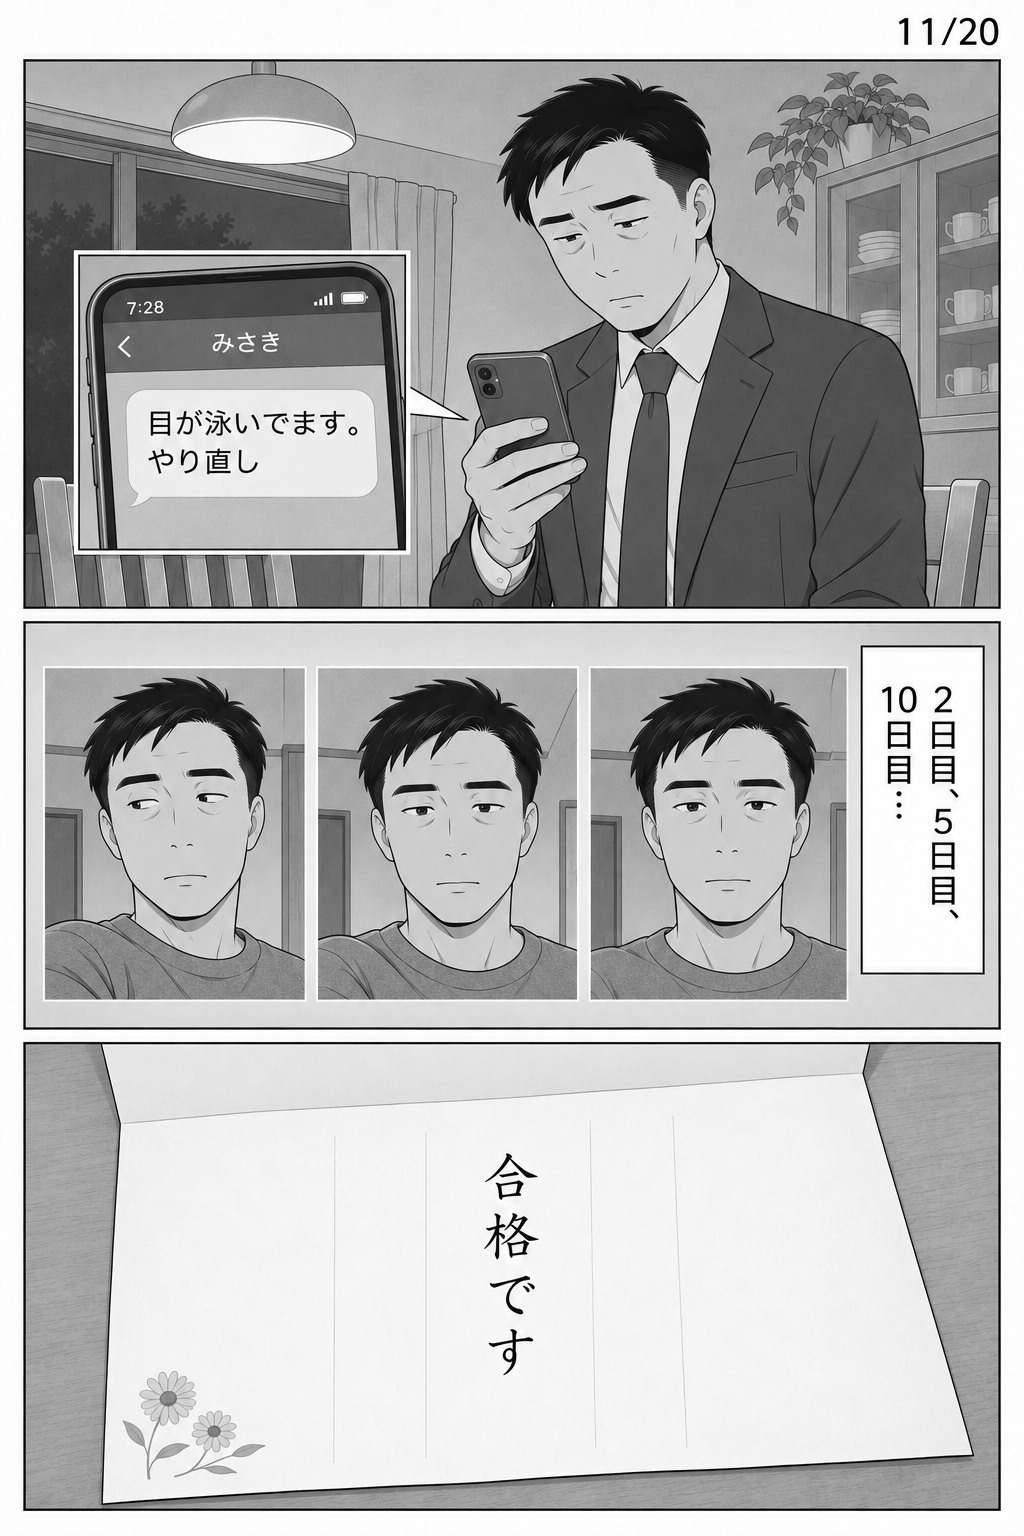 11/20
7:28
みさき
目が泳いでます。
やり直し
2日目、5日目、
10日目…
合格です